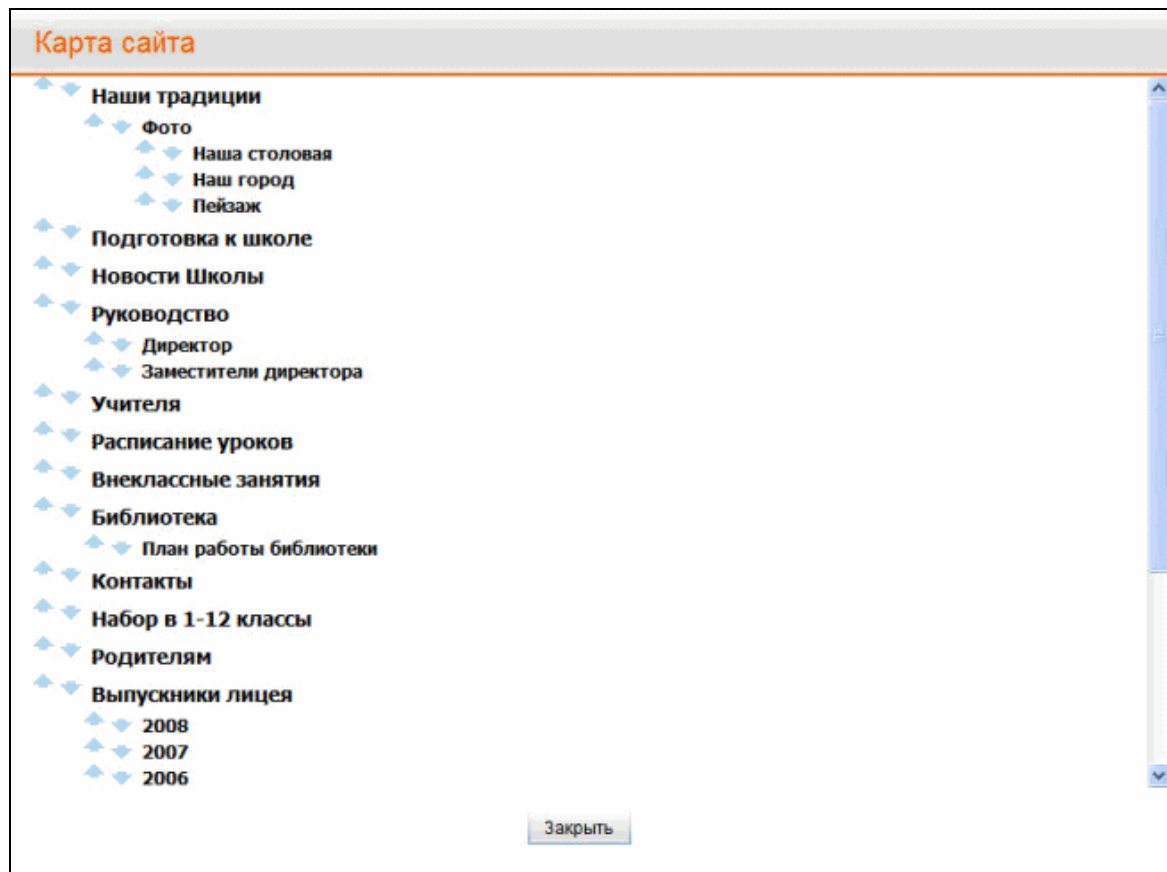 Карта сайта
Наши традиции
Фото
Наша столовая
Наш город
Пейзаж
Подготовка к школе
Новости Школы
Руководство
Директор
Заместители директора
Учителя
Расписание уроков
Внеклассные занятия
Библиотека
План работы библиотеки
Контакты
Набор в 1-12 классы
Родителям
Выпускники лицея
2008
2007
2006
Закрыть